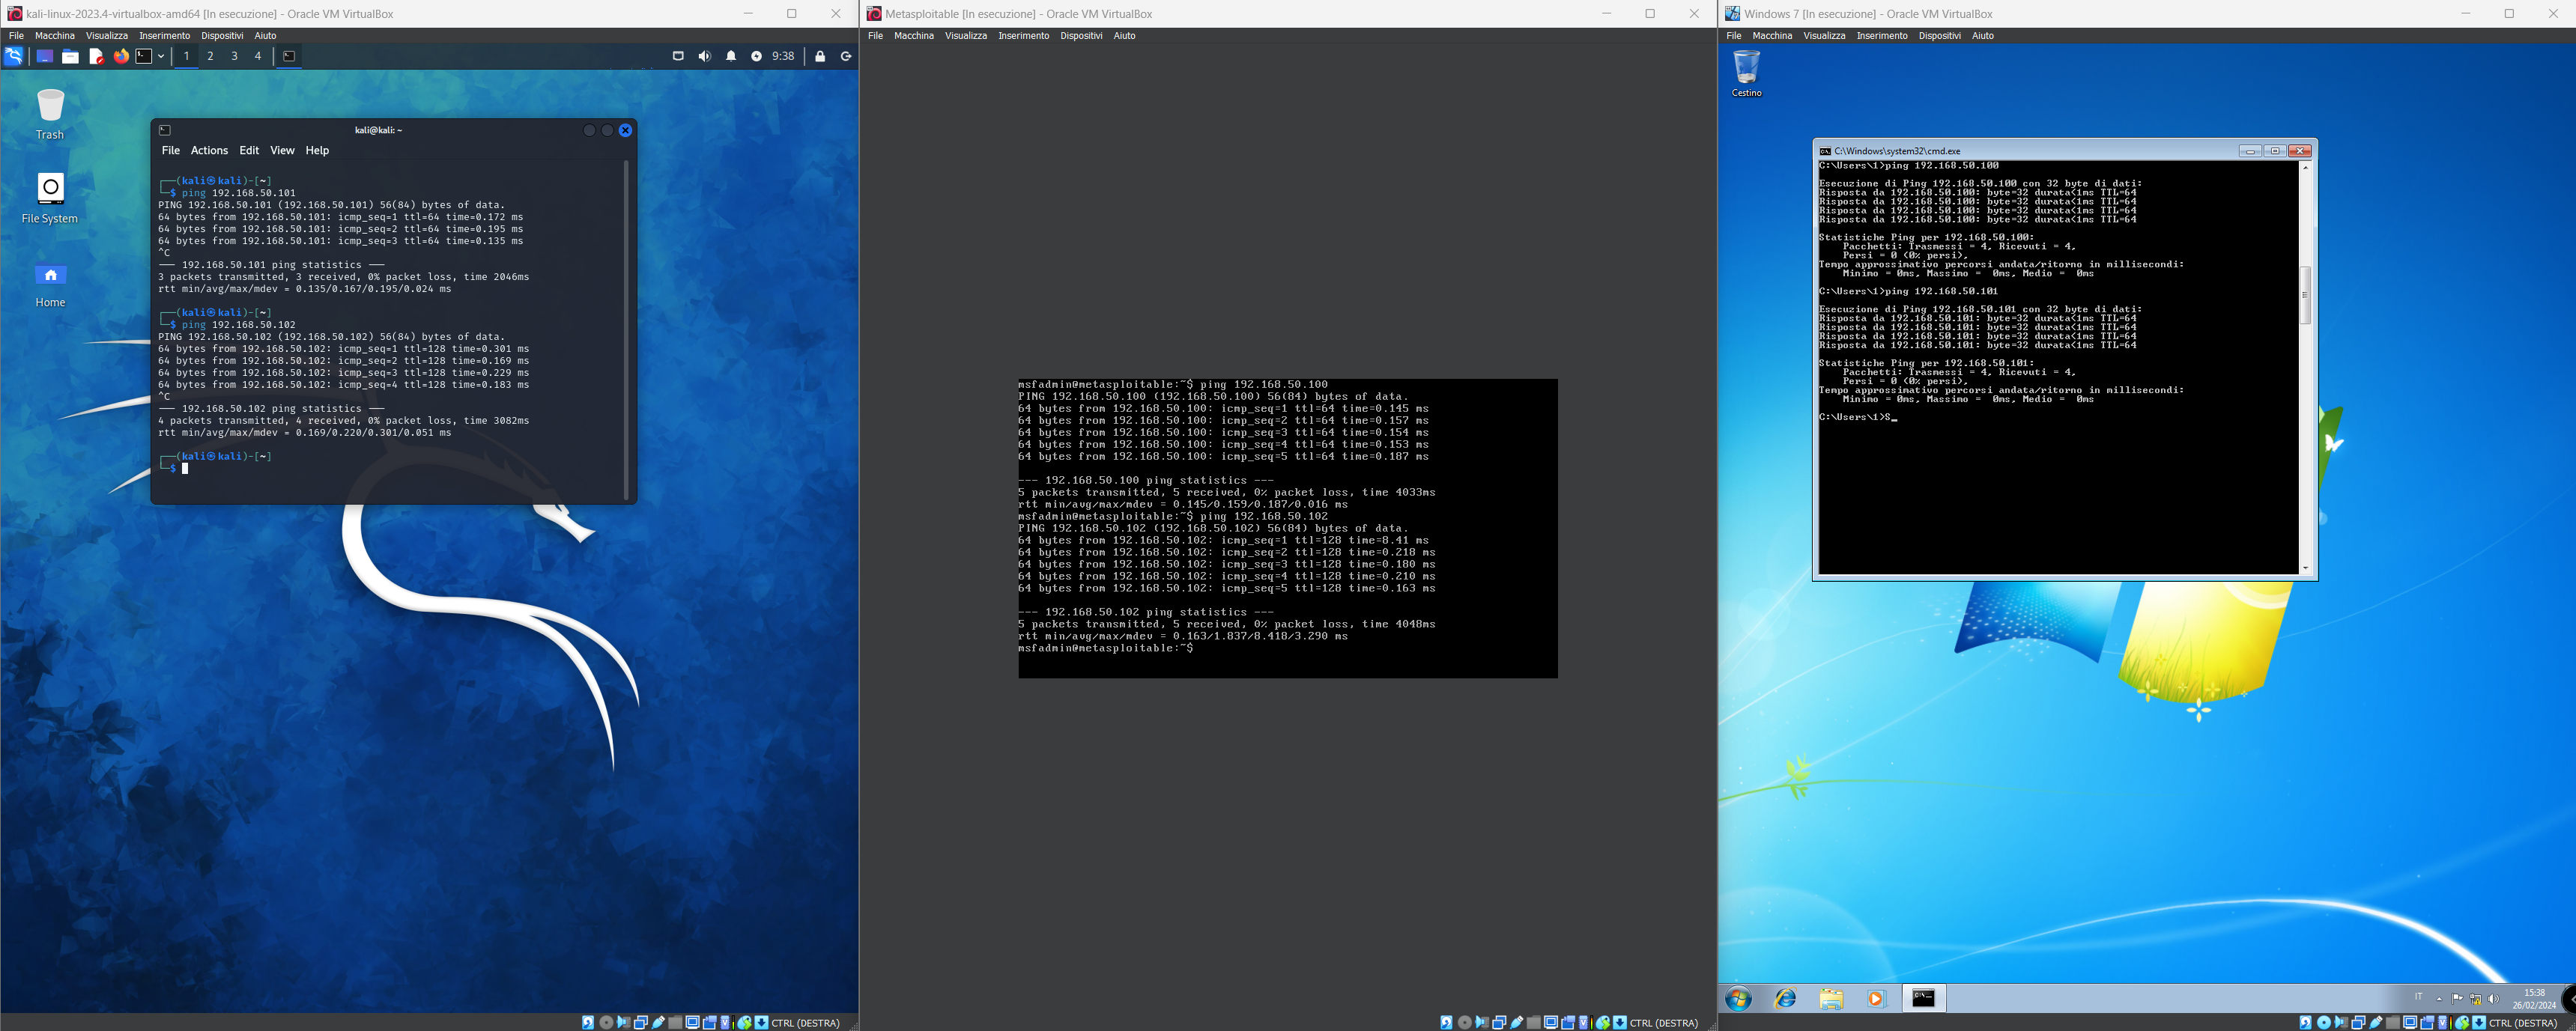 kali-linux-2023.4-virtualbox-amd64 [In esecuzione] - Oracle VM VirtualBox
File Macchina Visualizza Inserimento Dispositivi Aiuto
1 2 3 4
9:38
Trash
File System
Home
kali@kali: ~
File Actions Edit View Help
┌──(kali㉿kali)-[~]
└─$ ping 192.168.50.101
PING 192.168.50.101 (192.168.50.101) 56(84) bytes of data.
64 bytes from 192.168.50.101: icmp_seq=1 ttl=64 time=0.172 ms
64 bytes from 192.168.50.101: icmp_seq=2 ttl=64 time=0.195 ms
64 bytes from 192.168.50.101: icmp_seq=3 ttl=64 time=0.135 ms
^C
--- 192.168.50.101 ping statistics ---
3 packets transmitted, 3 received, 0% packet loss, time 2046ms
rtt min/avg/max/mdev = 0.135/0.167/0.195/0.024 ms
┌──(kali㉿kali)-[~]
└─$ ping 192.168.50.102
PING 192.168.50.102 (192.168.50.102) 56(84) bytes of data.
64 bytes from 192.168.50.102: icmp_seq=1 ttl=128 time=0.301 ms
64 bytes from 192.168.50.102: icmp_seq=2 ttl=128 time=0.169 ms
64 bytes from 192.168.50.102: icmp_seq=3 ttl=128 time=0.229 ms
64 bytes from 192.168.50.102: icmp_seq=4 ttl=128 time=0.183 ms
^C
--- 192.168.50.102 ping statistics ---
4 packets transmitted, 4 received, 0% packet loss, time 3082ms
rtt min/avg/max/mdev = 0.169/0.220/0.301/0.051 ms
┌──(kali㉿kali)-[~]
└─$
CTRL (DESTRA)
Metasploitable [In esecuzione] - Oracle VM VirtualBox
File Macchina Visualizza Inserimento Dispositivi Aiuto
msfadmin@metasploitable:~$ ping 192.168.50.100
PING 192.168.50.100 (192.168.50.100) 56(84) bytes of data.
64 bytes from 192.168.50.100: icmp_seq=1 ttl=64 time=0.145 ms
64 bytes from 192.168.50.100: icmp_seq=2 ttl=64 time=0.157 ms
64 bytes from 192.168.50.100: icmp_seq=3 ttl=64 time=0.154 ms
64 bytes from 192.168.50.100: icmp_seq=4 ttl=64 time=0.153 ms
64 bytes from 192.168.50.100: icmp_seq=5 ttl=64 time=0.187 ms
--- 192.168.50.100 ping statistics ---
5 packets transmitted, 5 received, 0% packet loss, time 4033ms
rtt min/avg/max/mdev = 0.145/0.159/0.187/0.016 ms
msfadmin@metasploitable:~$ ping 192.168.50.102
PING 192.168.50.102 (192.168.50.102) 56(84) bytes of data.
64 bytes from 192.168.50.102: icmp_seq=1 ttl=128 time=8.41 ms
64 bytes from 192.168.50.102: icmp_seq=2 ttl=128 time=0.218 ms
64 bytes from 192.168.50.102: icmp_seq=3 ttl=128 time=0.180 ms
64 bytes from 192.168.50.102: icmp_seq=4 ttl=128 time=0.210 ms
64 bytes from 192.168.50.102: icmp_seq=5 ttl=128 time=0.163 ms
--- 192.168.50.102 ping statistics ---
5 packets transmitted, 5 received, 0% packet loss, time 4048ms
rtt min/avg/max/mdev = 0.163/1.837/8.418/3.290 ms
msfadmin@metasploitable:~$
CTRL (DESTRA)
Windows 7 [In esecuzione] - Oracle VM VirtualBox
File Macchina Visualizza Inserimento Dispositivi Aiuto
Cestino
C:\Windows\system32\cmd.exe
C:\Users\1>ping 192.168.50.100
Esecuzione di Ping 192.168.50.100 con 32 byte di dati:
Risposta da 192.168.50.100: byte=32 durata<1ms TTL=64
Risposta da 192.168.50.100: byte=32 durata<1ms TTL=64
Risposta da 192.168.50.100: byte=32 durata<1ms TTL=64
Risposta da 192.168.50.100: byte=32 durata<1ms TTL=64
Statistiche Ping per 192.168.50.100:
Pacchetti: Trasmessi = 4, Ricevuti = 4,
Persi = 0 (0% persi),
Tempo approssimativo percorsi andata/ritorno in millisecondi:
Minimo = 0ms, Massimo =  0ms, Medio =  0ms
C:\Users\1>ping 192.168.50.101
Esecuzione di Ping 192.168.50.101 con 32 byte di dati:
Risposta da 192.168.50.101: byte=32 durata<1ms TTL=64
Risposta da 192.168.50.101: byte=32 durata<1ms TTL=64
Risposta da 192.168.50.101: byte=32 durata<1ms TTL=64
Risposta da 192.168.50.101: byte=32 durata<1ms TTL=64
Statistiche Ping per 192.168.50.101:
Pacchetti: Trasmessi = 4, Ricevuti = 4,
Persi = 0 (0% persi),
Tempo approssimativo percorsi andata/ritorno in millisecondi:
Minimo = 0ms, Massimo =  0ms, Medio =  0ms
C:\Users\1>S_
IT
15:38
26/02/2024
CTRL (DESTRA)